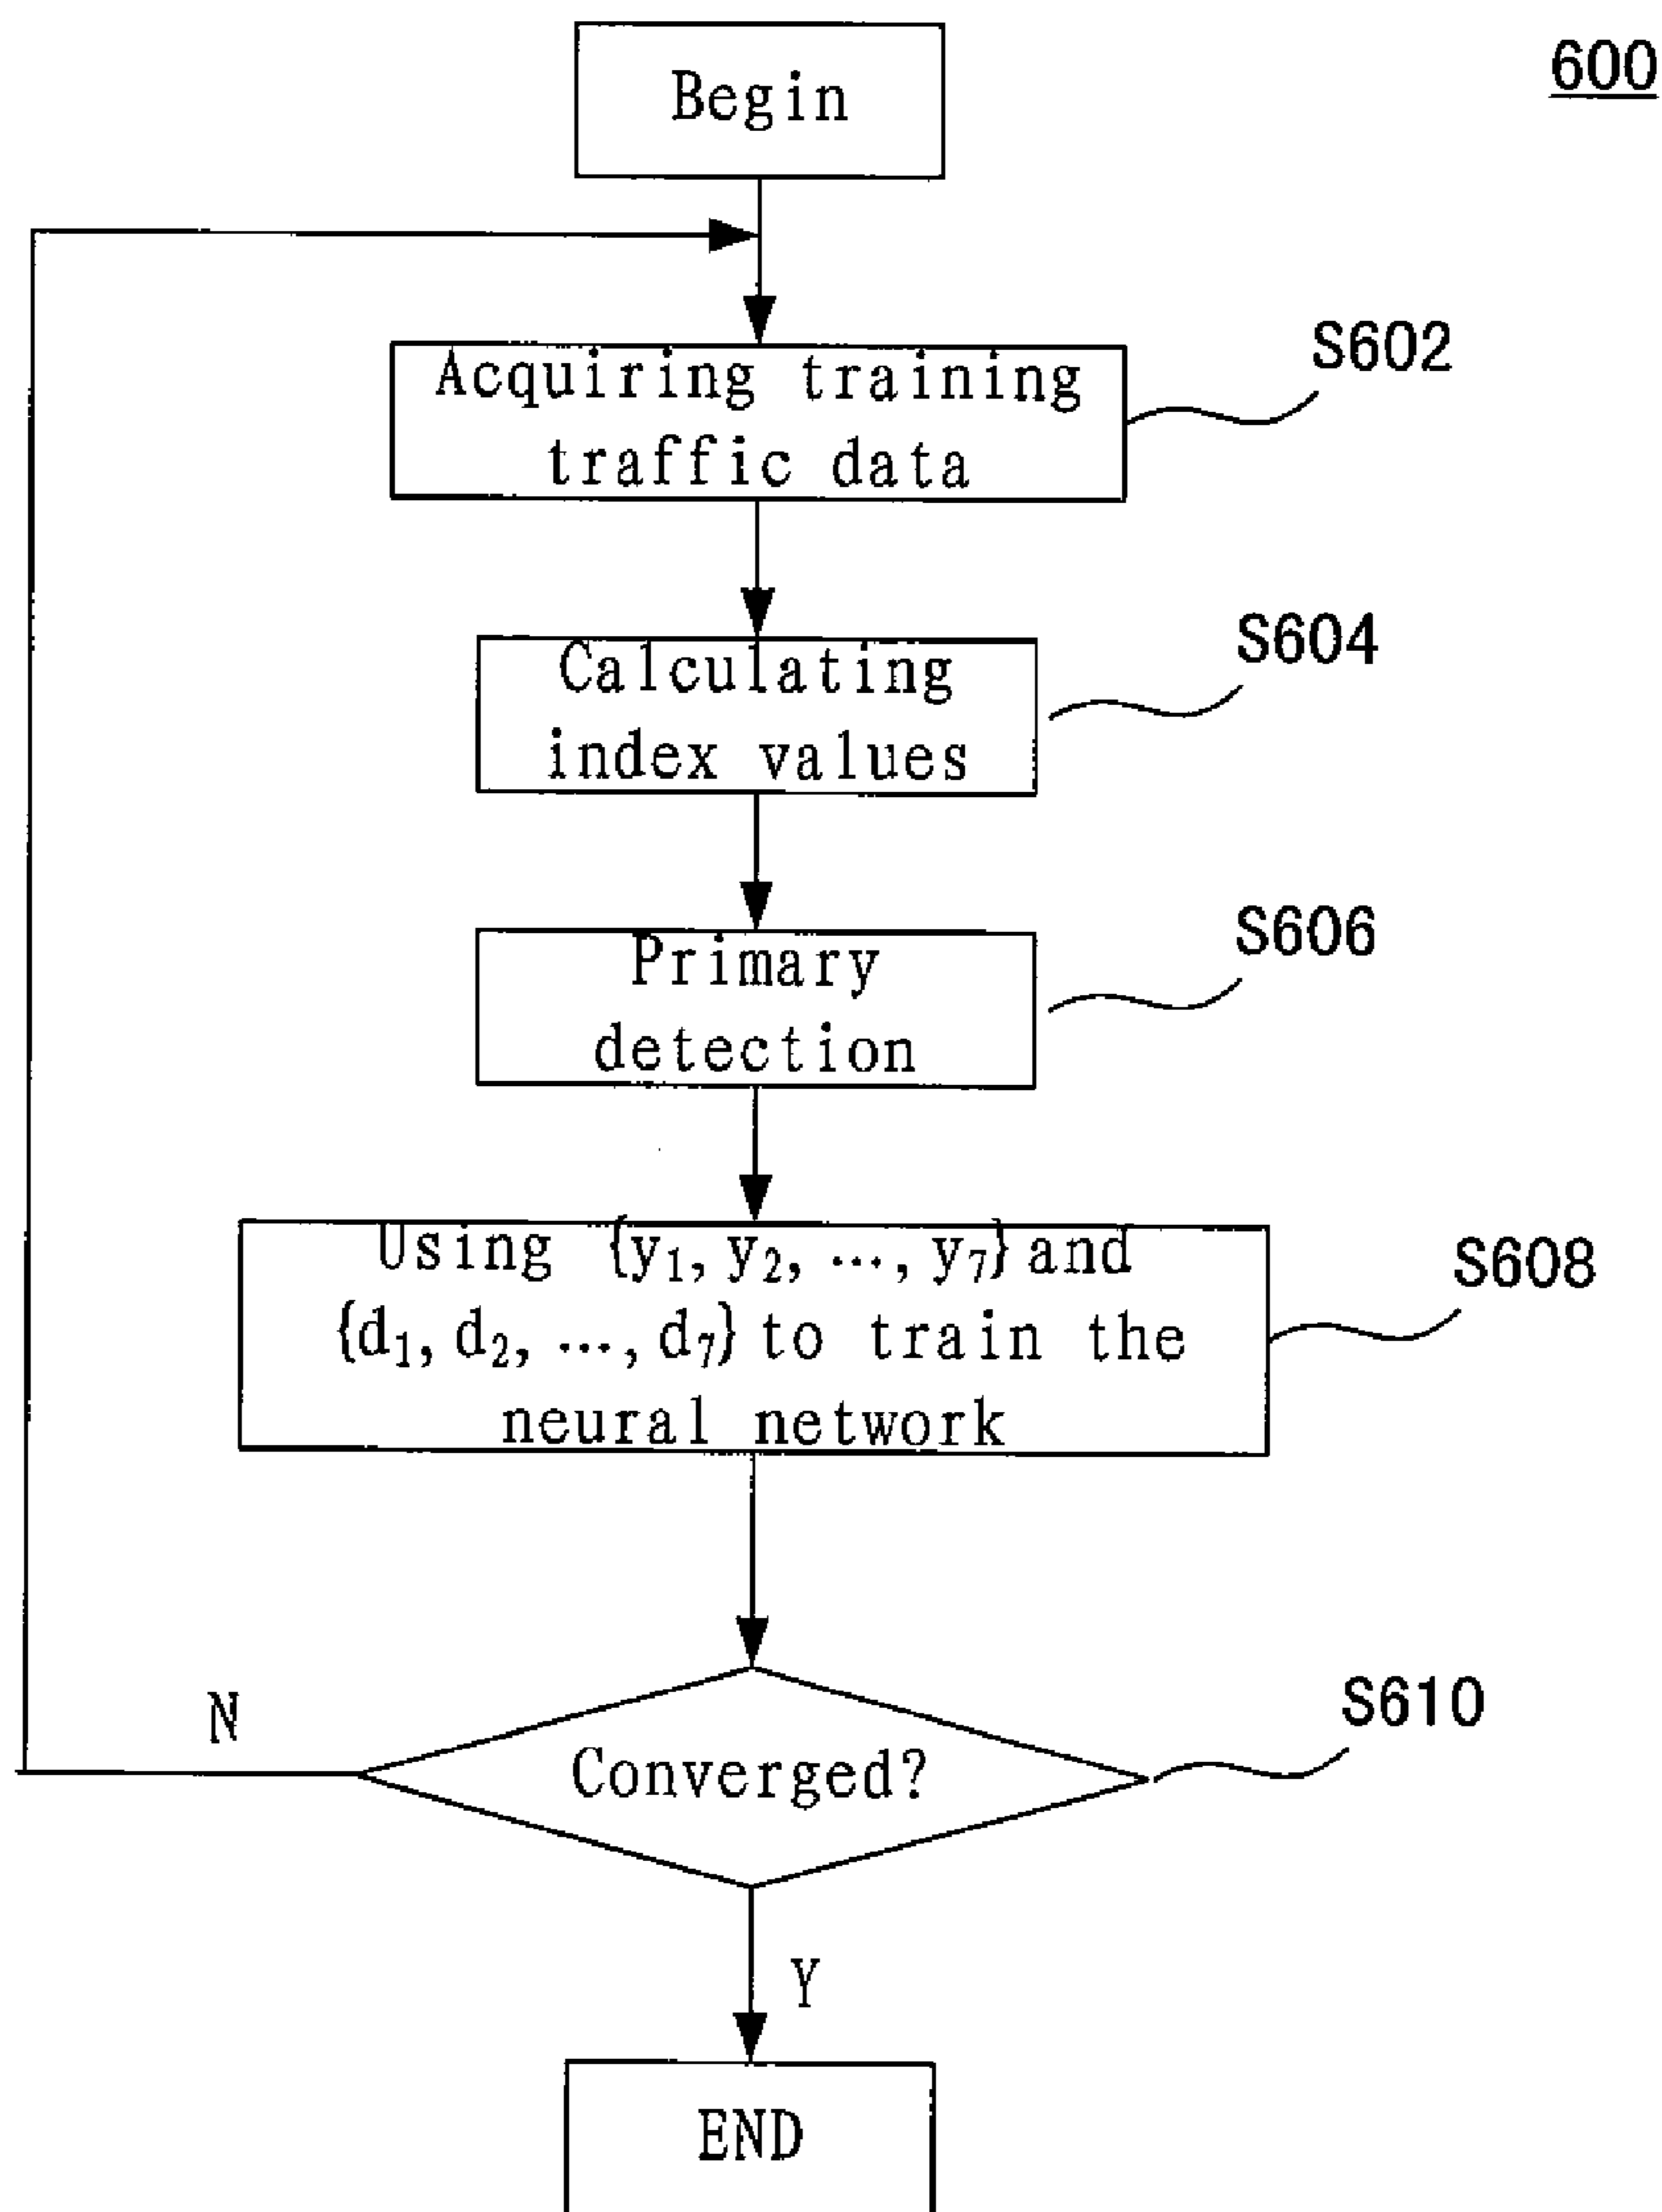 600
Begin
Acquiring training
traffic data
S602
Calculating
index values
S604
Primary
detection
S606
Using {y₁, y₂, …, y₇} and
{d₁, d₂, …, d₇} to train the
neural network
S608
Converged?
S610
N
Y
END